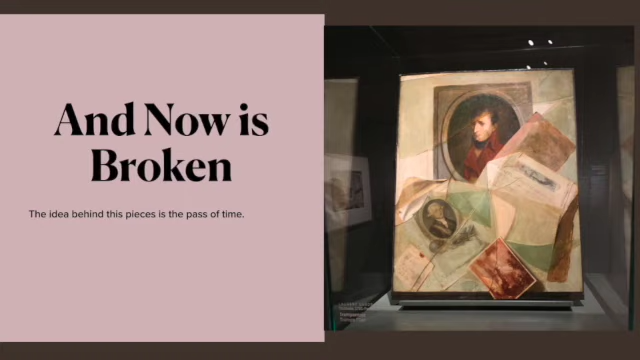 And Now is
Broken
The idea behind this pieces is the pass of time.